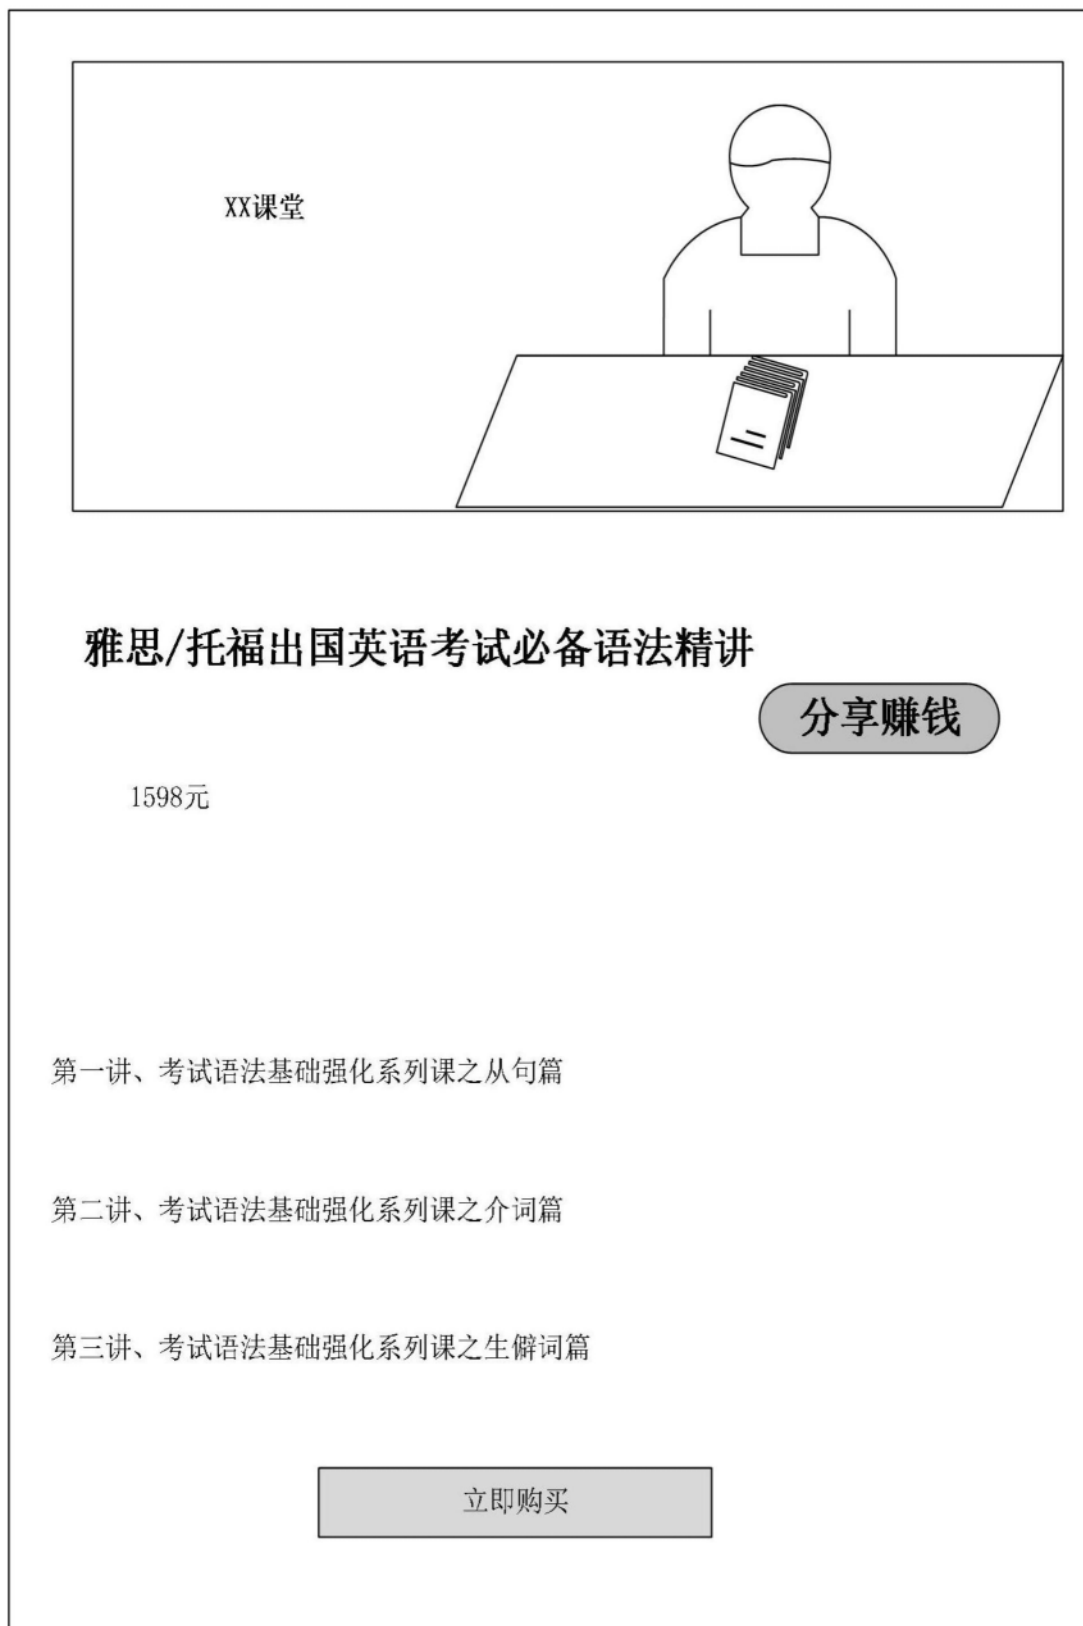 XX课堂
雅思/托福出国英语考试必备语法精讲
分享赚钱
1598元
第一讲、考试语法基础强化系列课之从句篇
第二讲、考试语法基础强化系列课之介词篇
第三讲、考试语法基础强化系列课之生僻词篇
立即购买